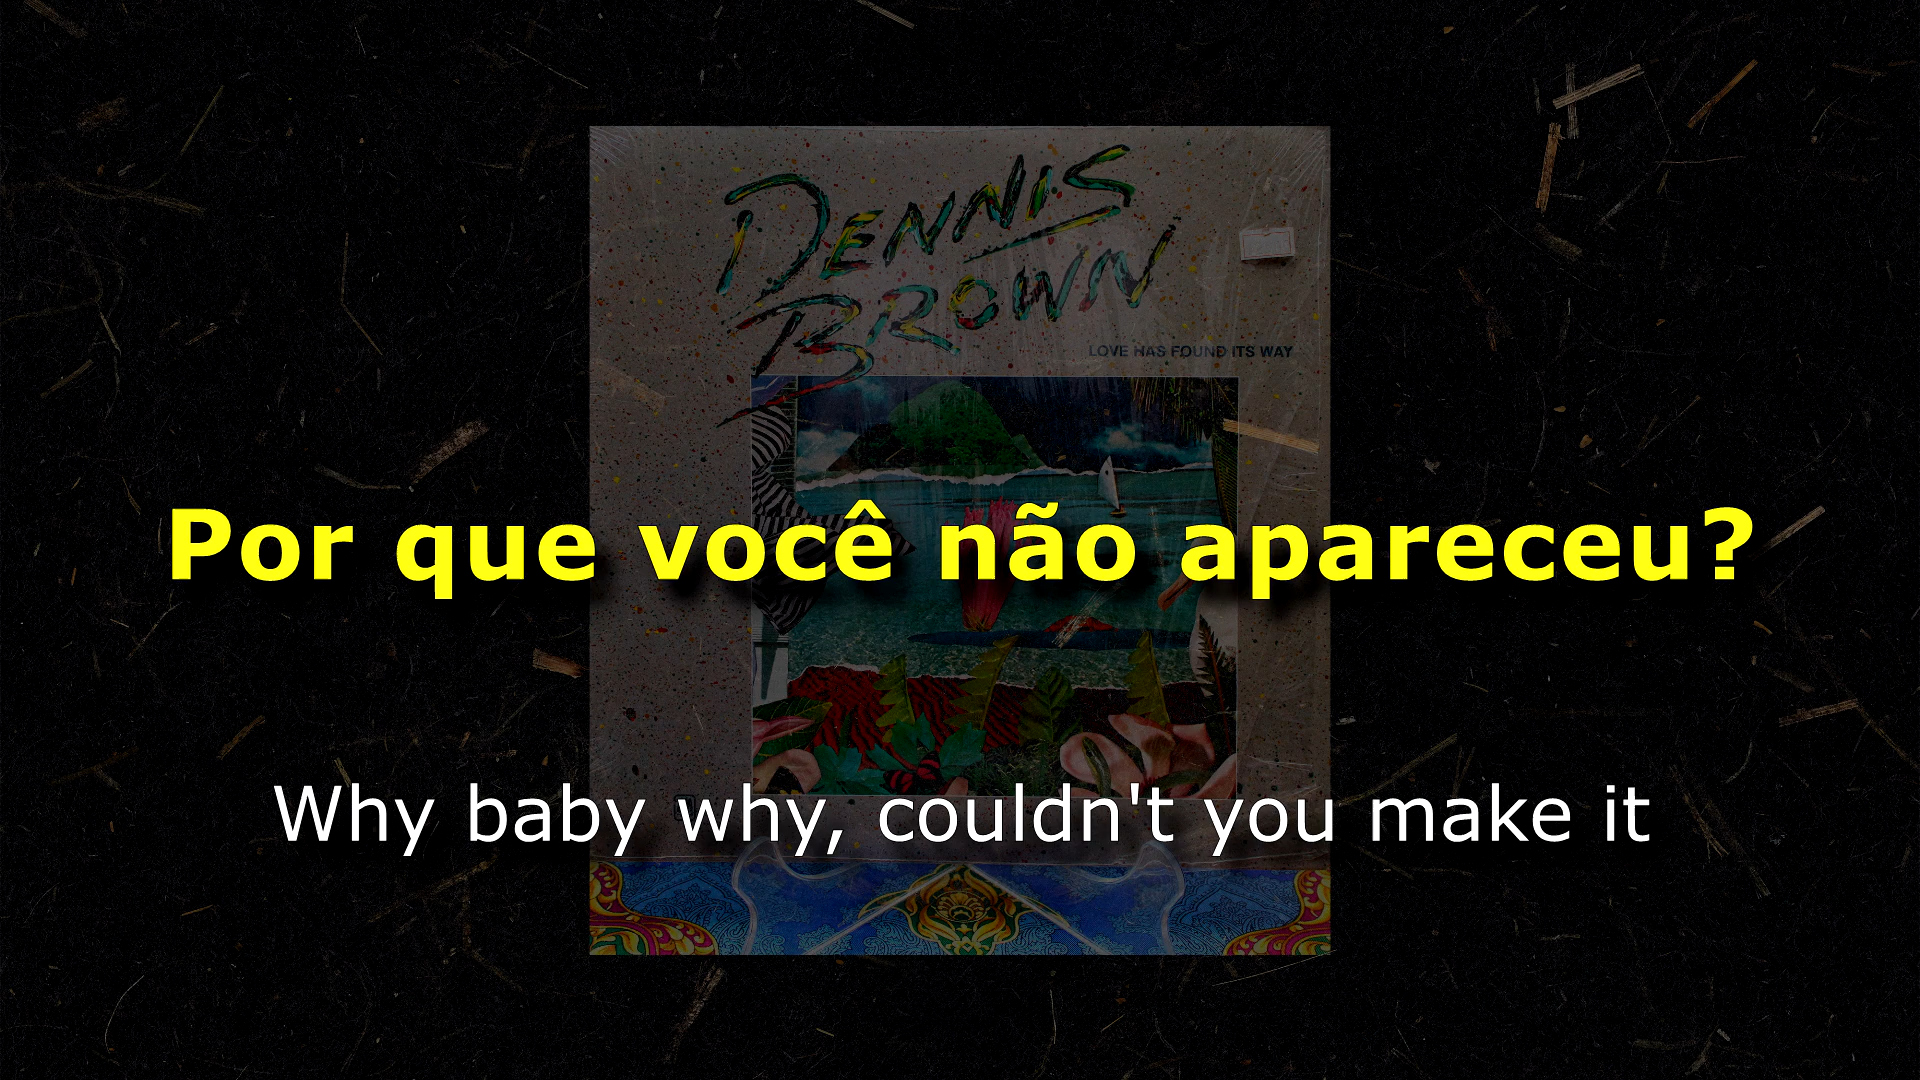 DENNIS
BROWN
LOVE HAS FOUND ITS WAY
Por que você não apareceu?
Why baby why, couldn't you make it